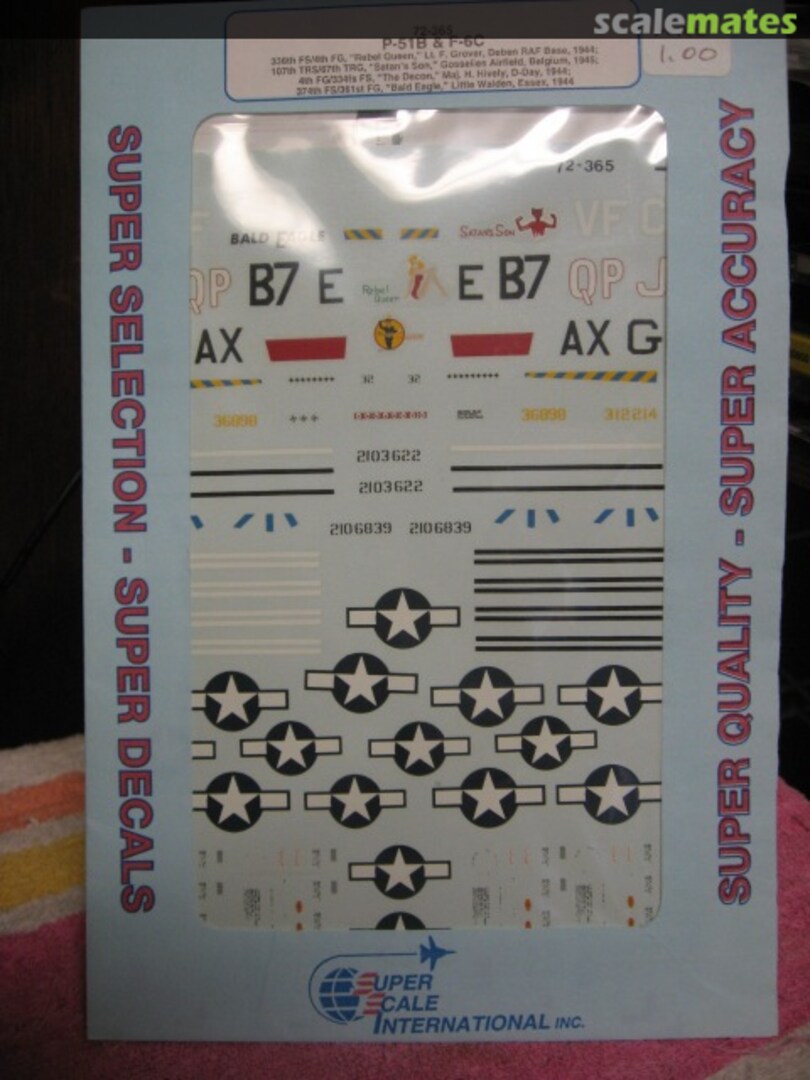 scalemates
72-365
P-51B & F-6C
1.00
336th FS/4th FG, "Rebel Queen," Lt. F. Grover, Deben RAF Base, 1944;
107th TRS/67th TRG, "Satan's Son," Gosselies Airfield, Belgium, 1945;
4th FG/334th FS, "The Decon," Maj. H. Hively, D-Day, 1944;
374th FS/361st FG, "Bald Eagle," Little Walden, Essex, 1944
SUPER SELECTION - SUPER DECALS
SUPER QUALITY - SUPER ACCURACY
72-365
F BALD EAGLE SATAN'S SON VF C
QP B7 E Rebel Queen E B7 QP J
AX AX G
32 32
36898 +++ 36898 312214
2103622
2103622
2106839 2106839
SUPER
SCALE
INTERNATIONAL INC.